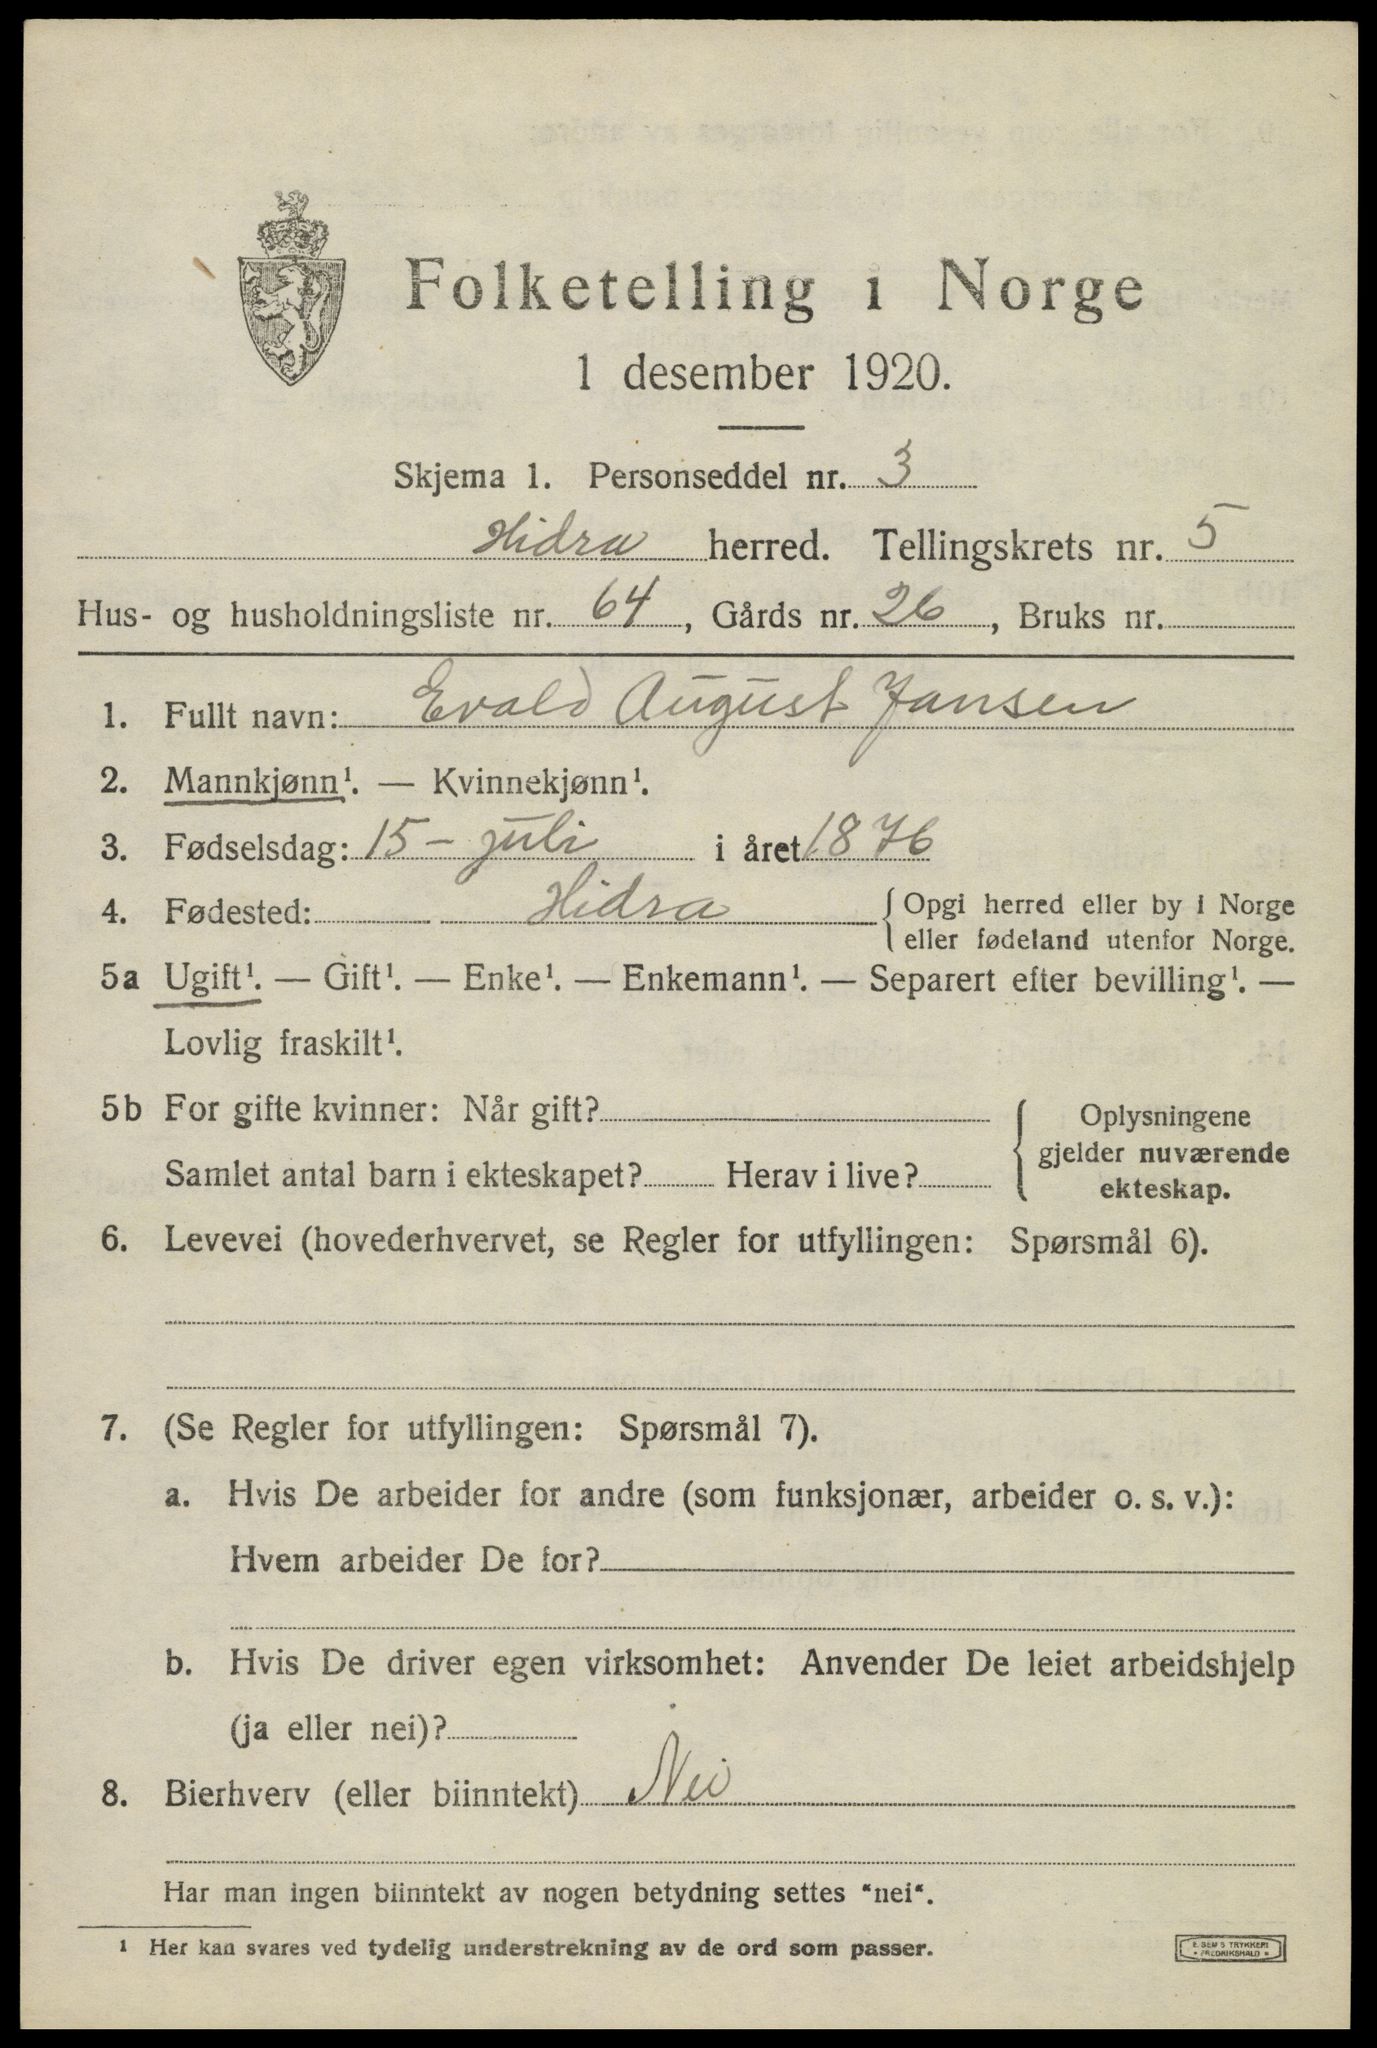 Folketelling i Norge
1 desember 1920.
Skjema 1. Personseddel nr. 3
Hidra herred. Tellingskrets nr. 5
Hus- og husholdningsliste nr. 64, Gårds nr. 26, Bruks nr.
1. Fullt navn: Evald August Jansen
2. Mannkjønn¹. — Kvinnekjønn¹.
3. Fødselsdag: 15 - juli i året 1876
4. Fødested: Hidra { Opgi herred eller by i Norge
eller fødeland utenfor Norge.
5a Ugift¹. — Gift¹. — Enke¹. — Enkemann¹. — Separert efter bevilling¹. —
Lovlig fraskilt¹.
5b For gifte kvinner: Når gift? { Oplysningene
gjelder nuværende
Samlet antal barn i ekteskapet? Herav i live? ekteskap.
6. Levevei (hovederhvervet, se Regler for utfyllingen: Spørsmål 6).
7. (Se Regler for utfyllingen: Spørsmål 7).
a. Hvis De arbeider for andre (som funksjonær, arbeider o. s. v.):
Hvem arbeider De for?
b. Hvis De driver egen virksomhet: Anvender De leiet arbeidshjelp
(ja eller nei)?
8. Bierhverv (eller biinntekt) Nei
Har man ingen biinntekt av nogen betydning settes "nei".
¹ Her kan svares ved tydelig understrekning av de ord som passer.
E. SEM'S TRYKKERI
• FREDRIKSHALD •